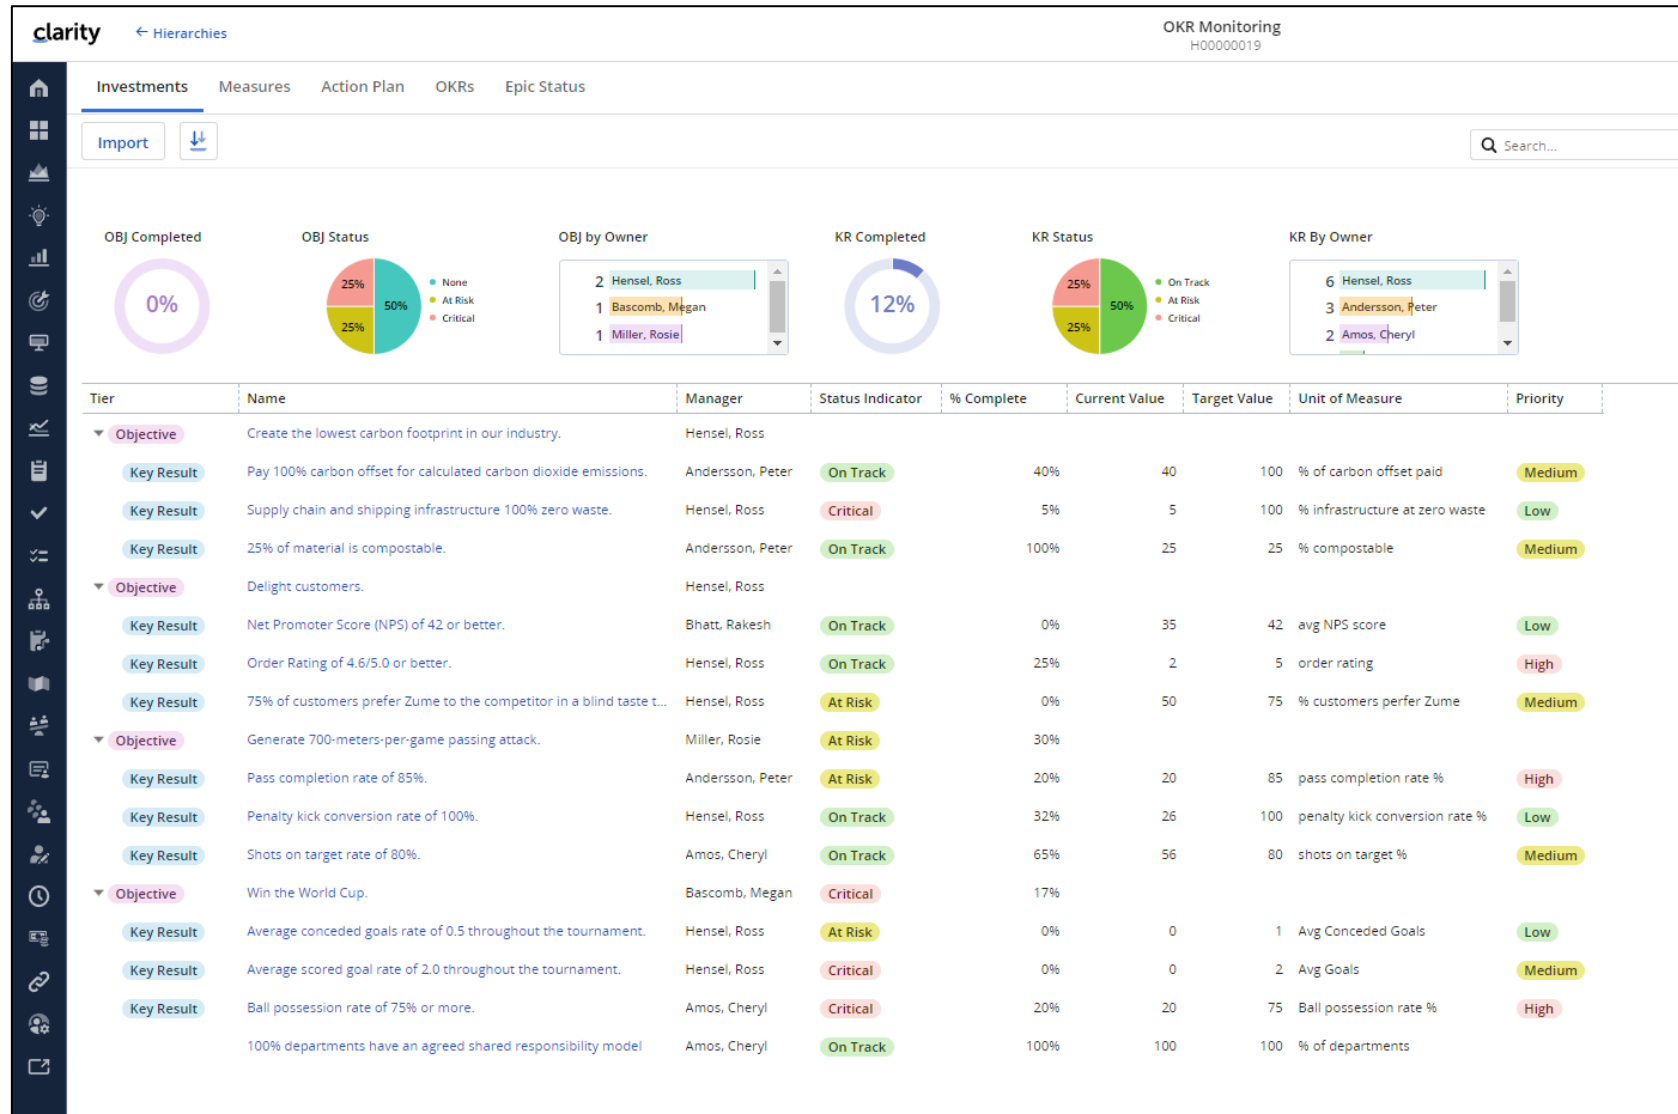 clarity
← Hierarchies
OKR Monitoring
H00000019
Investments Measures Action Plan OKRs Epic Status
Import
Search...
OBJ Completed
0%
OBJ Status
25%
50%
25%
None
At Risk
Critical
OBJ by Owner
2 Hensel, Ross
1 Bascomb, Megan
1 Miller, Rosie
KR Completed
12%
KR Status
25%
50%
25%
On Track
At Risk
Critical
KR By Owner
6 Hensel, Ross
3 Andersson, Peter
2 Amos, Cheryl
Tier Name Manager Status Indicator % Complete Current Value Target Value Unit of Measure Priority
Objective Create the lowest carbon footprint in our industry. Hensel, Ross
Key Result Pay 100% carbon offset for calculated carbon dioxide emissions. Andersson, Peter On Track 40% 40 100 % of carbon offset paid Medium
Key Result Supply chain and shipping infrastructure 100% zero waste. Hensel, Ross Critical 5% 5 100 % infrastructure at zero waste Low
Key Result 25% of material is compostable. Andersson, Peter On Track 100% 25 25 % compostable Medium
Objective Delight customers. Hensel, Ross
Key Result Net Promoter Score (NPS) of 42 or better. Bhatt, Rakesh On Track 0% 35 42 avg NPS score Low
Key Result Order Rating of 4.6/5.0 or better. Hensel, Ross On Track 25% 2 5 order rating High
Key Result 75% of customers prefer Zume to the competitor in a blind taste t... Hensel, Ross At Risk 0% 50 75 % customers perfer Zume Medium
Objective Generate 700-meters-per-game passing attack. Miller, Rosie At Risk 30%
Key Result Pass completion rate of 85%. Andersson, Peter At Risk 20% 20 85 pass completion rate % High
Key Result Penalty kick conversion rate of 100%. Hensel, Ross On Track 32% 26 100 penalty kick conversion rate % Low
Key Result Shots on target rate of 80%. Amos, Cheryl On Track 65% 56 80 shots on target % Medium
Objective Win the World Cup. Bascomb, Megan Critical 17%
Key Result Average conceded goals rate of 0.5 throughout the tournament. Hensel, Ross At Risk 0% 0 1 Avg Conceded Goals Low
Key Result Average scored goal rate of 2.0 throughout the tournament. Hensel, Ross Critical 0% 0 2 Avg Goals Medium
Key Result Ball possession rate of 75% or more. Amos, Cheryl Critical 20% 20 75 Ball possession rate % High
100% departments have an agreed shared responsibility model Amos, Cheryl On Track 100% 100 100 % of departments